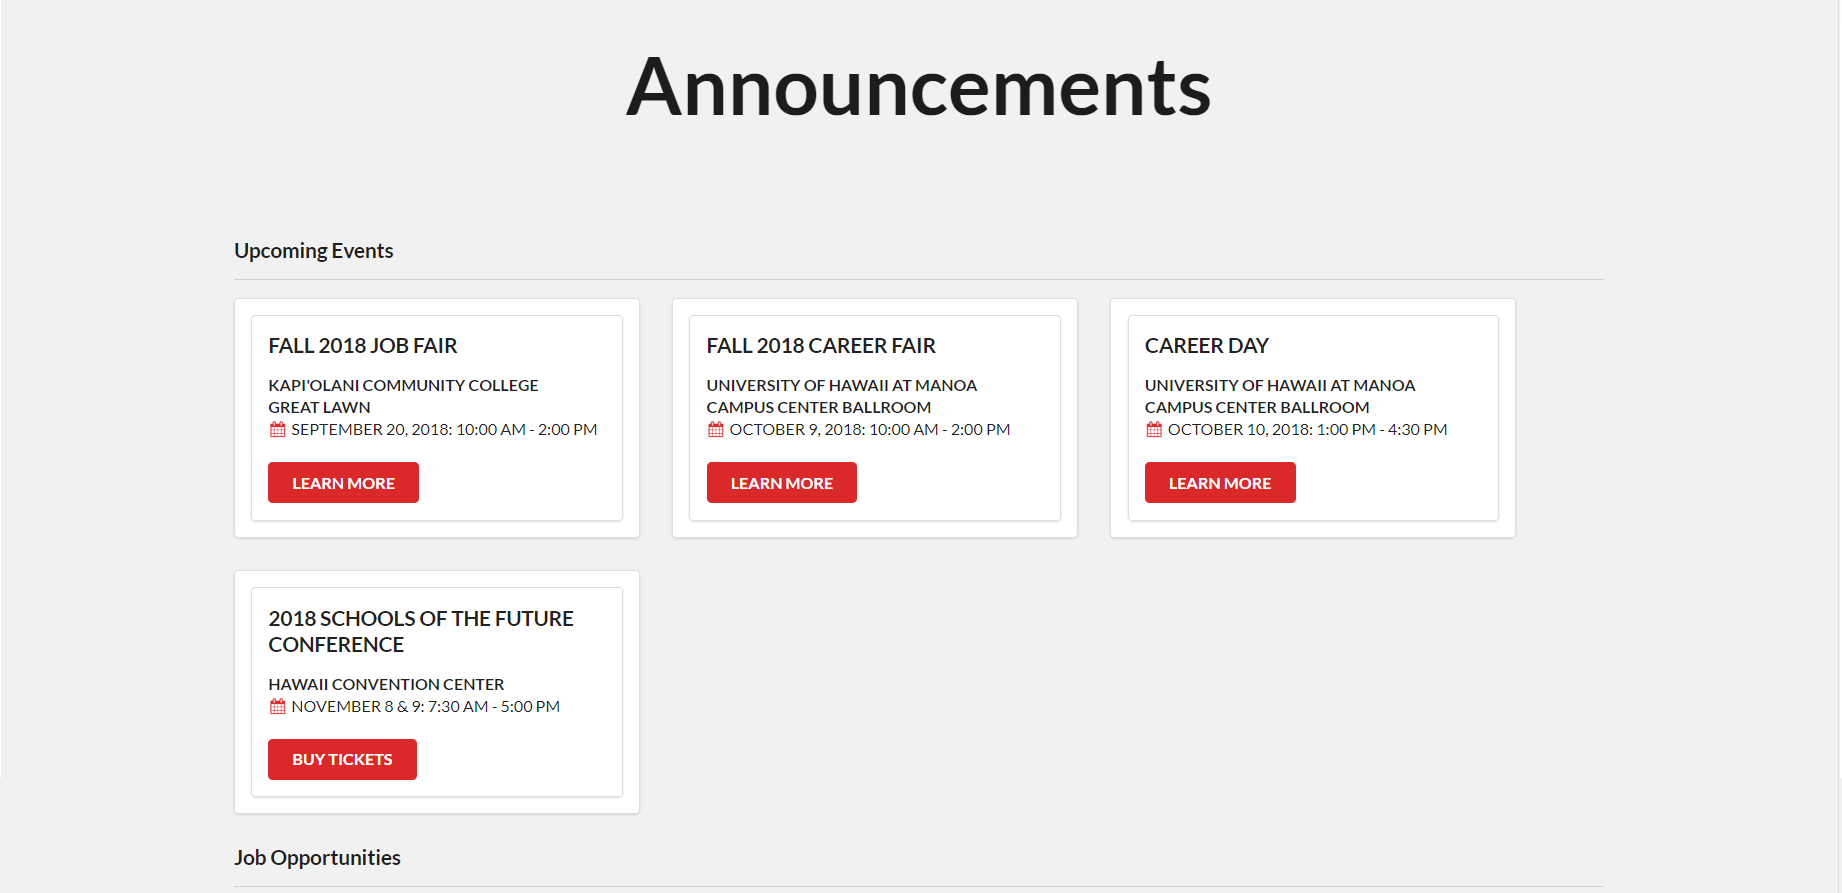 Announcements
Upcoming Events
FALL 2018 JOB FAIR
KAPI'OLANI COMMUNITY COLLEGE
GREAT LAWN
SEPTEMBER 20, 2018: 10:00 AM - 2:00 PM
LEARN MORE
FALL 2018 CAREER FAIR
UNIVERSITY OF HAWAII AT MANOA
CAMPUS CENTER BALLROOM
OCTOBER 9, 2018: 10:00 AM - 2:00 PM
LEARN MORE
CAREER DAY
UNIVERSITY OF HAWAII AT MANOA
CAMPUS CENTER BALLROOM
OCTOBER 10, 2018: 1:00 PM - 4:30 PM
LEARN MORE
2018 SCHOOLS OF THE FUTURE
CONFERENCE
HAWAII CONVENTION CENTER
NOVEMBER 8 & 9: 7:30 AM - 5:00 PM
BUY TICKETS
Job Opportunities